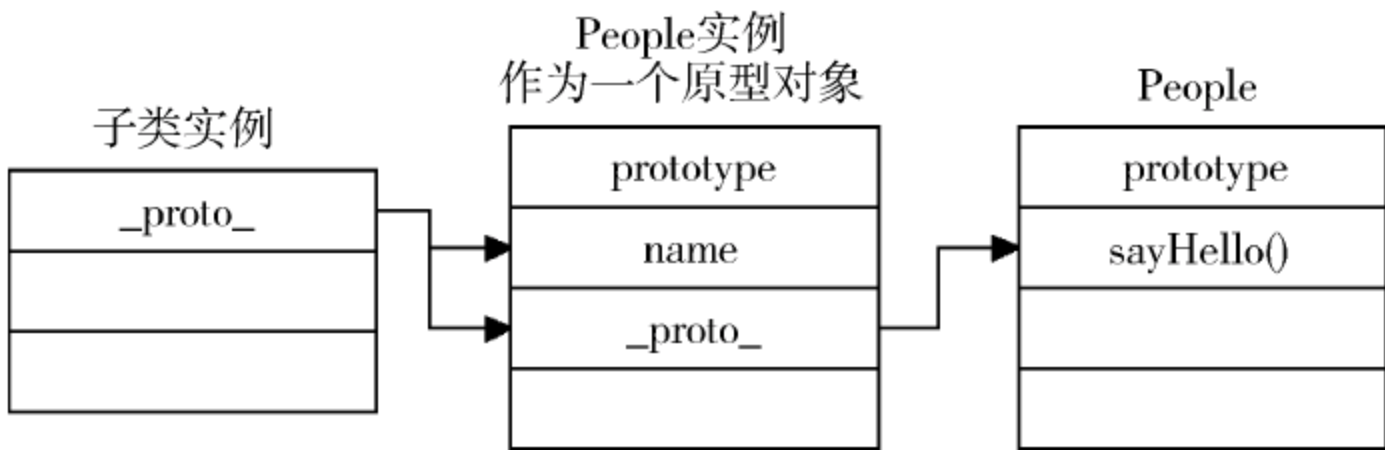 子类实例
_proto_
People实例
作为一个原型对象
prototype
name
_proto_
People
prototype
sayHello()